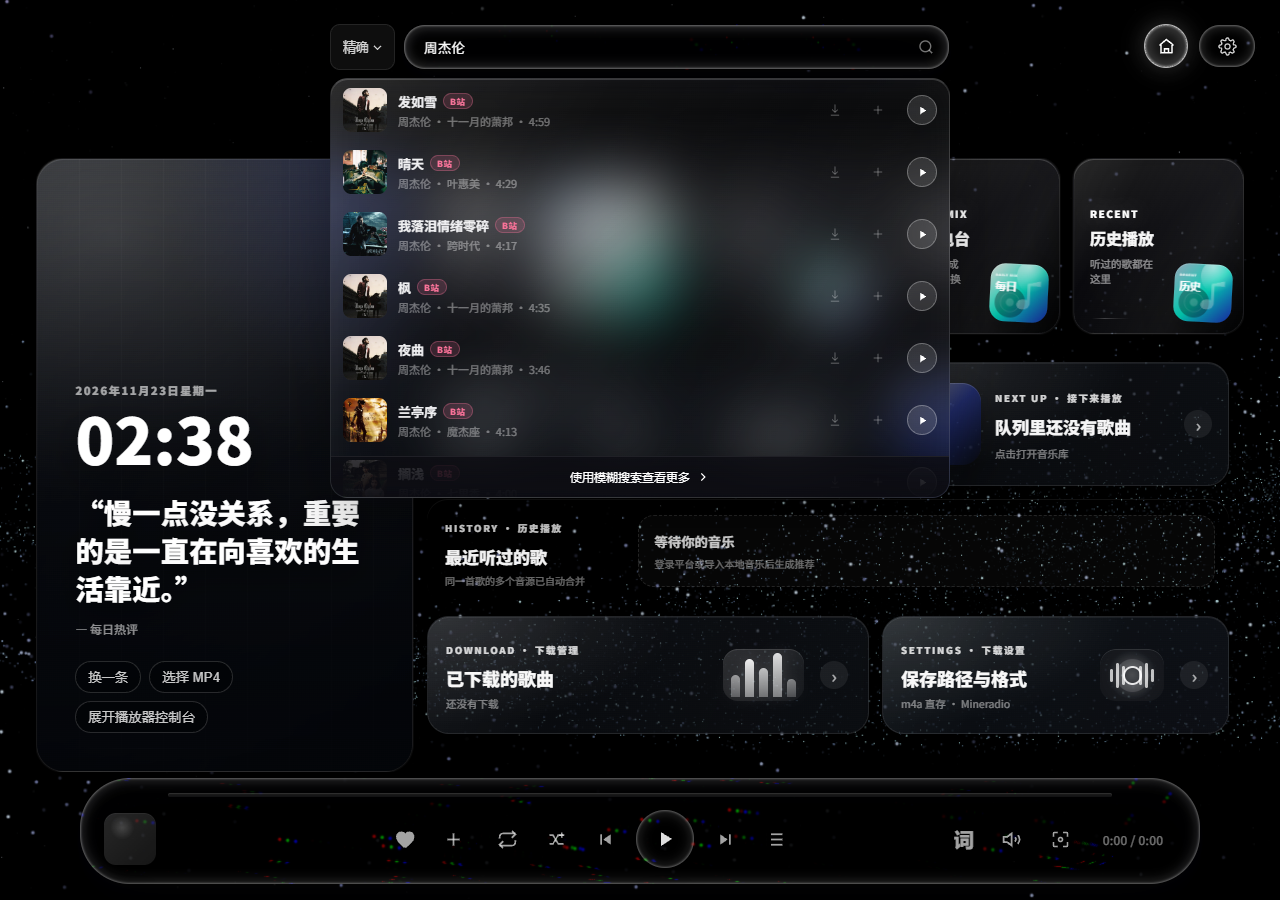 精确
周杰伦
发如雪 B站
周杰伦 • 十一月的萧邦 • 4:59
晴天 B站
周杰伦 • 叶惠美 • 4:29
我落泪情绪零碎 B站
周杰伦 • 跨时代 • 4:17
枫 B站
周杰伦 • 十一月的萧邦 • 4:35
夜曲 B站
周杰伦 • 十一月的萧邦 • 3:46
兰亭序 B站
周杰伦 • 魔杰座 • 4:13
搁浅 B站
使用模糊搜索查看更多
2026年11月23日星期一
02:38
“慢一点没关系，重要
的是一直在向喜欢的生
活靠近。”
— 每日热评
换一条
选择 MP4
展开播放器控制台
MIX
台
成
换
每日
RECENT
历史播放
听过的歌都在
这里
历史
NEXT UP • 接下来播放
队列里还没有歌曲
点击打开音乐库
HISTORY • 历史播放
最近听过的歌
同一首歌的多个音源已自动合并
等待你的音乐
登录平台或导入本地音乐后生成推荐
DOWNLOAD • 下载管理
已下载的歌曲
还没有下载
SETTINGS • 下载设置
保存路径与格式
m4a 直存 • Mineradio
词
0:00 / 0:00